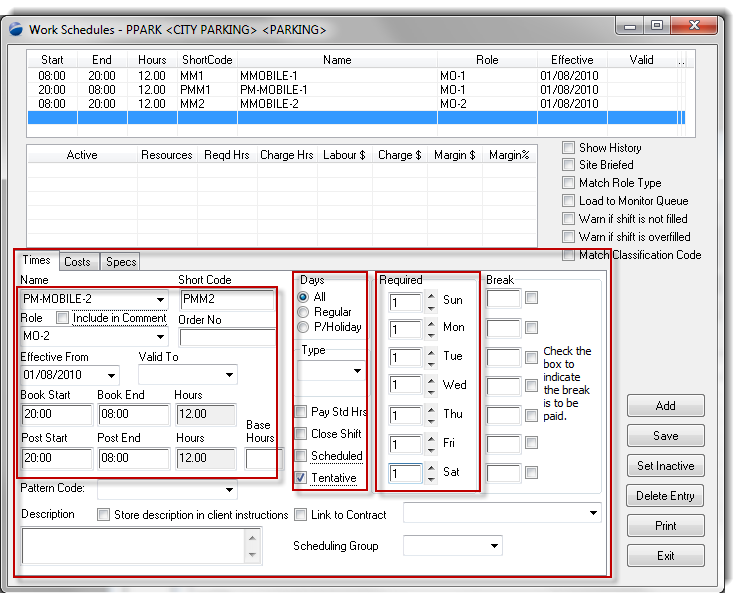 Work Schedules - PPARK <CITY PARKING> <PARKING>
Start End Hours ShortCode Name Role Effective Valid ..
08:00 20:00 12.00 MM1 MMOBILE-1 MO-1 01/08/2010
20:00 08:00 12.00 PMM1 PM-MOBILE-1 MO-1 01/08/2010
08:00 20:00 12.00 MM2 MMOBILE-2 MO-2 01/08/2010
Active Resources Reqd Hrs Charge Hrs Labour $ Charge $ Margin $ Margin%
Show History
Site Briefed
Match Role Type
Load to Monitor Queue
Warn if shift is not filled
Warn if shift is overfilled
Match Classification Code
Times Costs Specs
Name Short Code
PM-MOBILE-2 PMM2
Role Include in Comment Order No
MO-2
Effective From Valid To
01/08/2010
Book Start Book End Hours
20:00 08:00 12.00
Post Start Post End Hours Base Hours
20:00 08:00 12.00
Pattern Code:
Description Store description in client instructions
Days
All
Regular
P/Holiday
Type
Pay Std Hrs
Close Shift
Scheduled
Tentative
Required Break
1 Sun
1 Mon
1 Tue
1 Wed
1 Thu
1 Fri
1 Sat
Check the
box to
indicate
the break
is to be
paid.
Link to Contract
Scheduling Group
Add
Save
Set Inactive
Delete Entry
Print
Exit